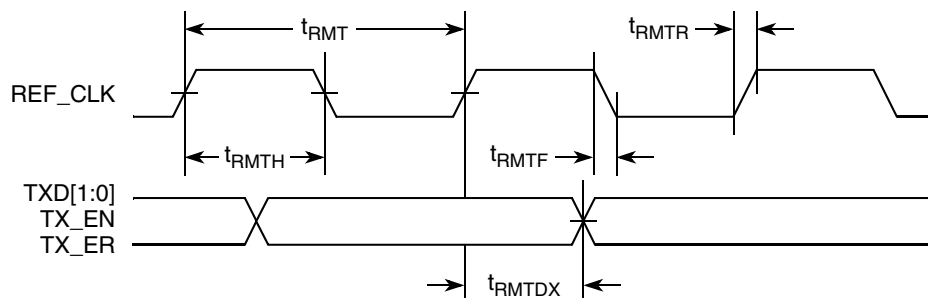 tRMT
tRMTR
REF_CLK
tRMTH
tRMTF
TXD[1:0]
TX_EN
TX_ER
tRMTDX